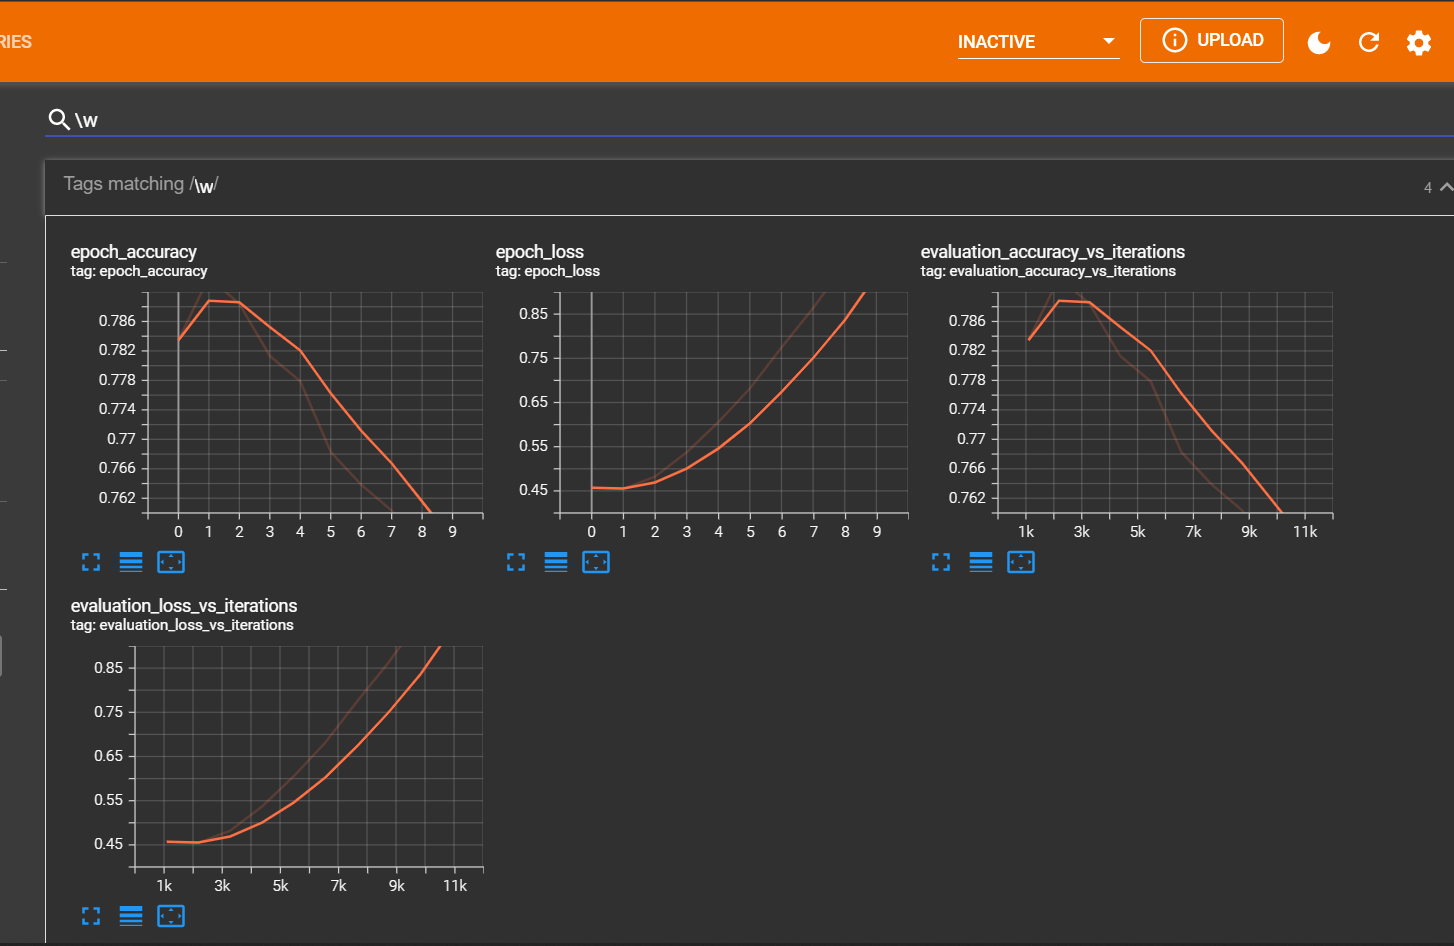 RIES
INACTIVE
UPLOAD
\w
Tags matching /\w/
4
epoch_accuracy
tag: epoch_accuracy
0.786
0.782
0.778
0.774
0.77
0.766
0.762
0 1 2 3 4 5 6 7 8 9
epoch_loss
tag: epoch_loss
0.85
0.75
0.65
0.55
0.45
0 1 2 3 4 5 6 7 8 9
evaluation_accuracy_vs_iterations
tag: evaluation_accuracy_vs_iterations
0.786
0.782
0.778
0.774
0.77
0.766
0.762
1k 3k 5k 7k 9k 11k
evaluation_loss_vs_iterations
tag: evaluation_loss_vs_iterations
0.85
0.75
0.65
0.55
0.45
1k 3k 5k 7k 9k 11k